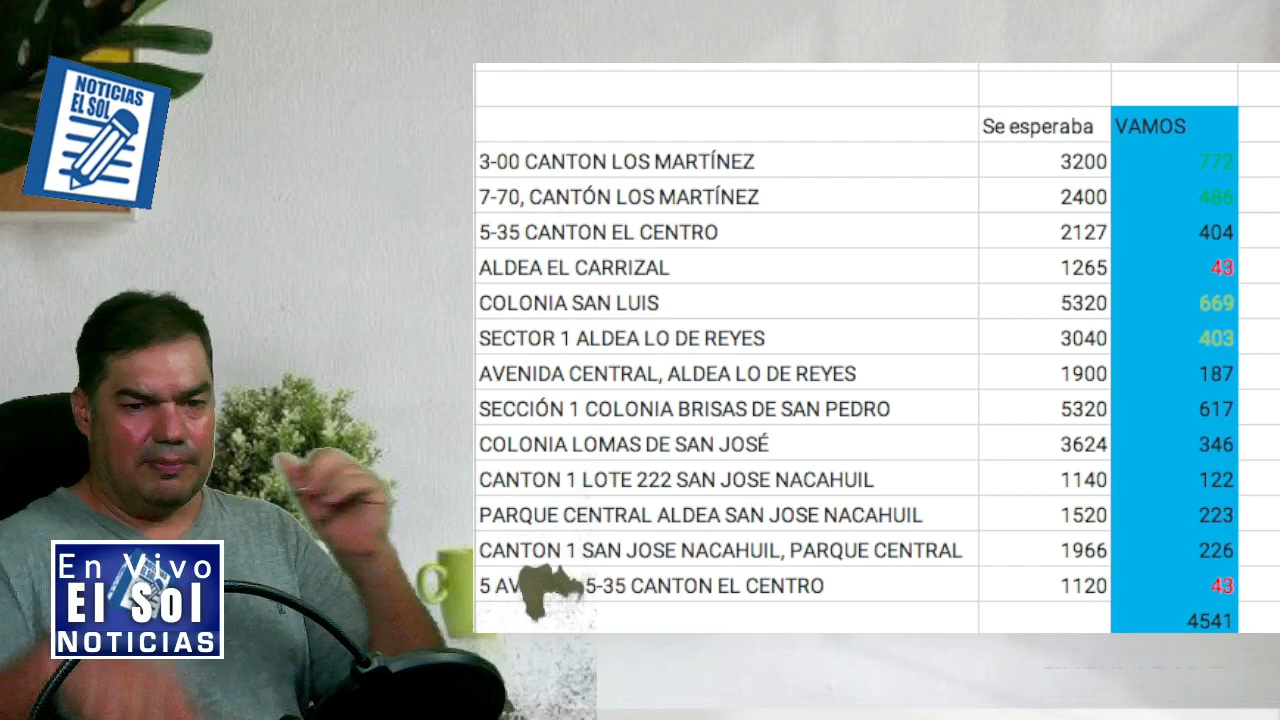 NOTICIAS
EL SOL
Se esperaba VAMOS
3-00 CANTON LOS MARTÍNEZ 3200 772
7-70, CANTÓN LOS MARTÍNEZ 2400 486
5-35 CANTON EL CENTRO 2127 404
ALDEA EL CARRIZAL 1265 43
COLONIA SAN LUIS 5320 669
SECTOR 1 ALDEA LO DE REYES 3040 403
AVENIDA CENTRAL, ALDEA LO DE REYES 1900 187
SECCIÓN 1 COLONIA BRISAS DE SAN PEDRO 5320 617
COLONIA LOMAS DE SAN JOSÉ 3624 346
CANTON 1 LOTE 222 SAN JOSE NACAHUIL 1140 122
PARQUE CENTRAL ALDEA SAN JOSE NACAHUIL 1520 223
CANTON 1 SAN JOSE NACAHUIL, PARQUE CENTRAL 1966 226
5 AV 5-35 CANTON EL CENTRO 1120 43
4541
En Vivo
El Sol
NOTICIAS